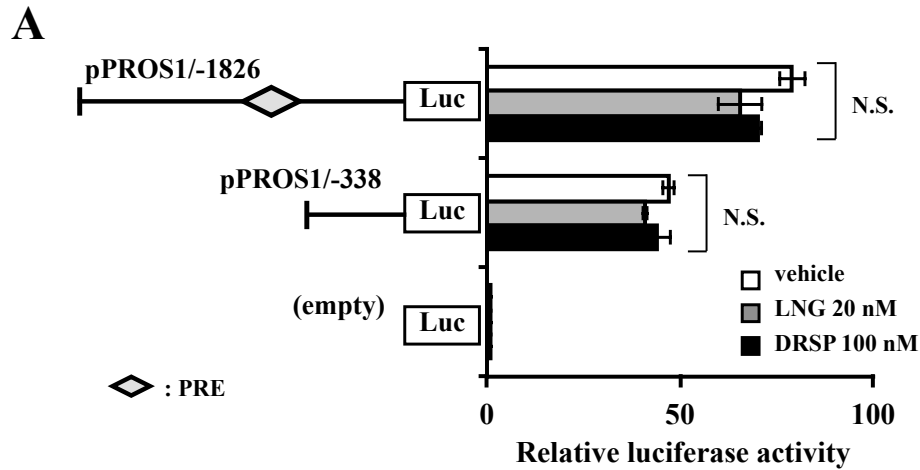 A
pPROS1/-1826
Luc
N.S.
pPROS1/-338
Luc
N.S.
(empty)
Luc
vehicle
LNG 20 nM
DRSP 100 nM
: PRE
0 50 100
Relative luciferase activity